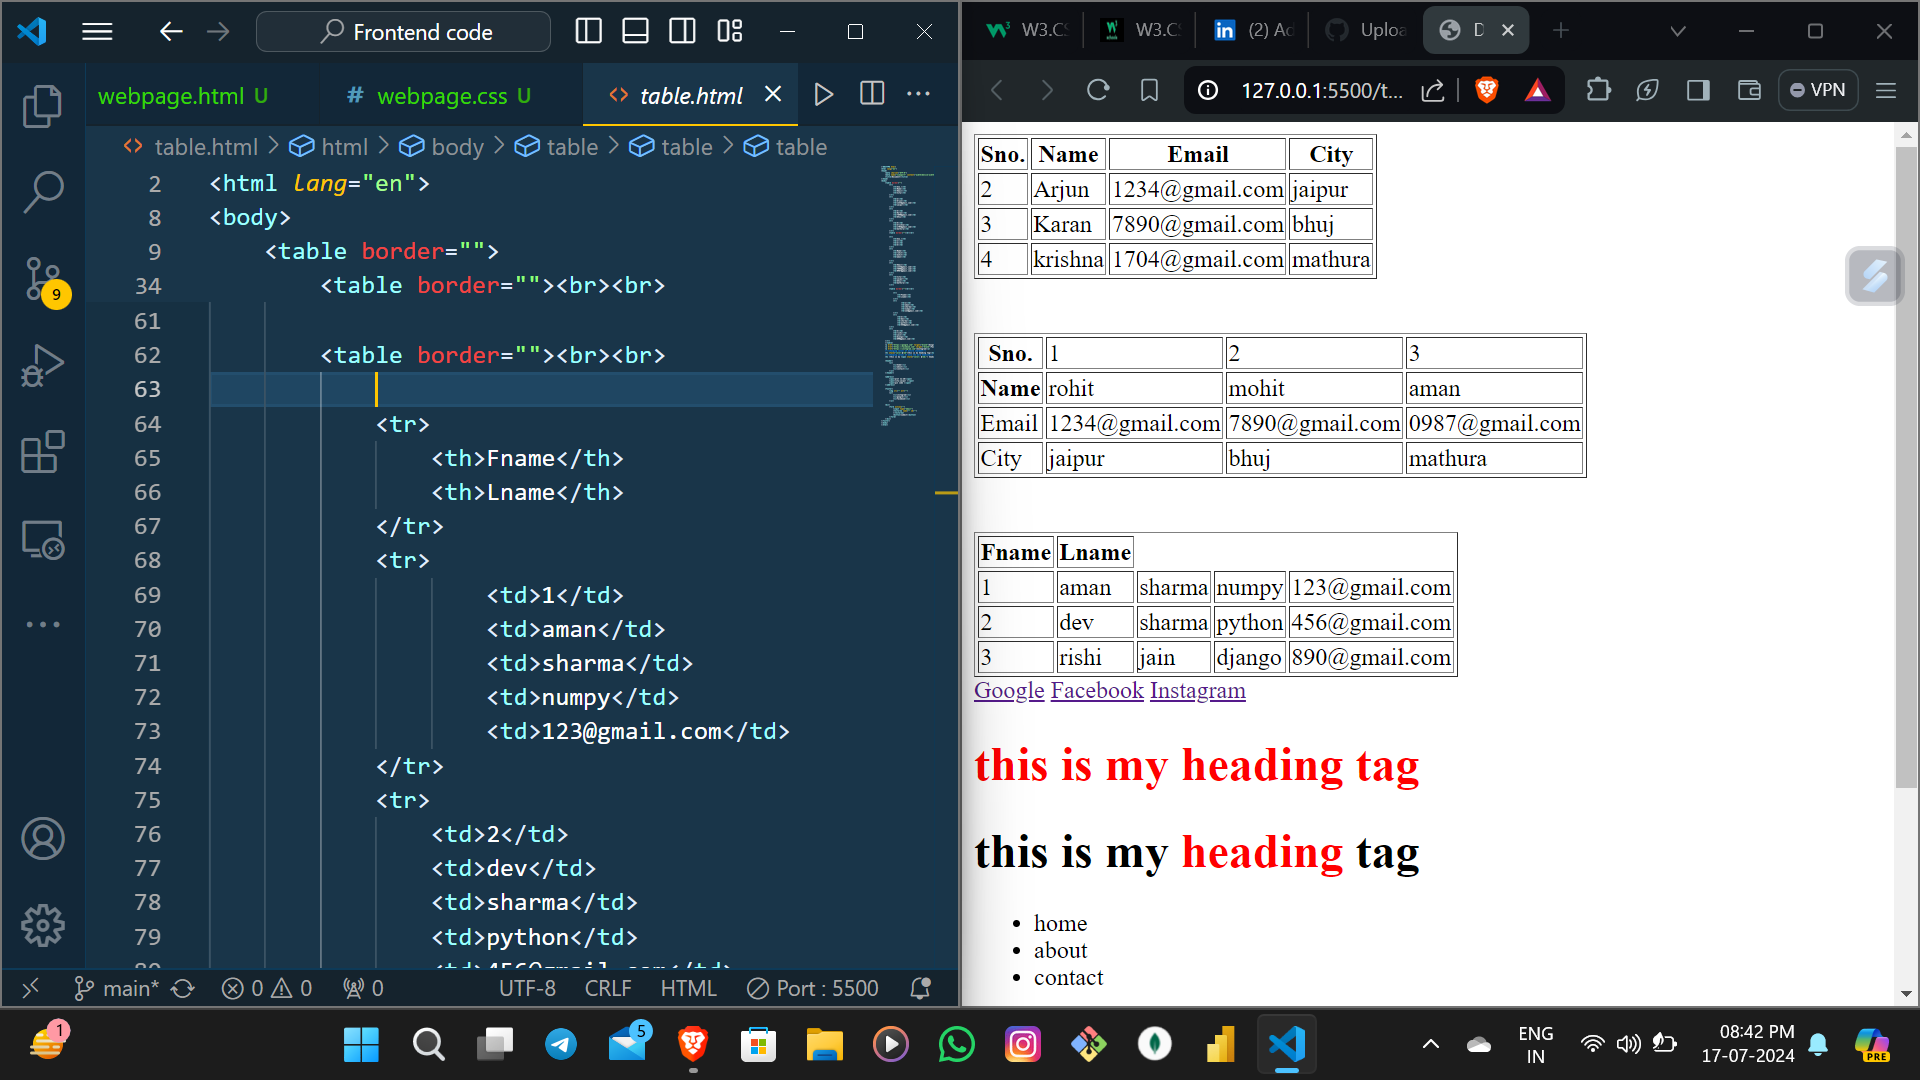 Frontend code
webpage.html U
# webpage.css U
<> table.html
<> table.html > html > body > table > table > table
2 <html lang="en">
8 <body>
9 <table border="">
34 <table border=""><br><br>
61
62 <table border=""><br><br>
63
64 <tr>
65 <th>Fname</th>
66 <th>Lname</th>
67 </tr>
68 <tr>
69 <td>1</td>
70 <td>aman</td>
71 <td>sharma</td>
72 <td>numpy</td>
73 <td>123@gmail.com</td>
74 </tr>
75 <tr>
76 <td>2</td>
77 <td>dev</td>
78 <td>sharma</td>
79 <td>python</td>
9
main* 0 0 0 UTF-8 CRLF HTML Port : 5500
W3.CS W3.CS (2) Ad Uploa D
127.0.0.1:5500/t... VPN
Sno. Name Email City
2 Arjun 1234@gmail.com jaipur
3 Karan 7890@gmail.com bhuj
4 krishna 1704@gmail.com mathura
Sno. 1 2 3
Name rohit mohit aman
Email 1234@gmail.com 7890@gmail.com 0987@gmail.com
City jaipur bhuj mathura
Fname Lname
1 aman sharma numpy 123@gmail.com
2 dev sharma python 456@gmail.com
3 rishi jain django 890@gmail.com
Google Facebook Instagram
this is my heading tag
this is my heading tag
• home
• about
• contact
1
5
ENG
IN
08:42 PM
17-07-2024
PRE